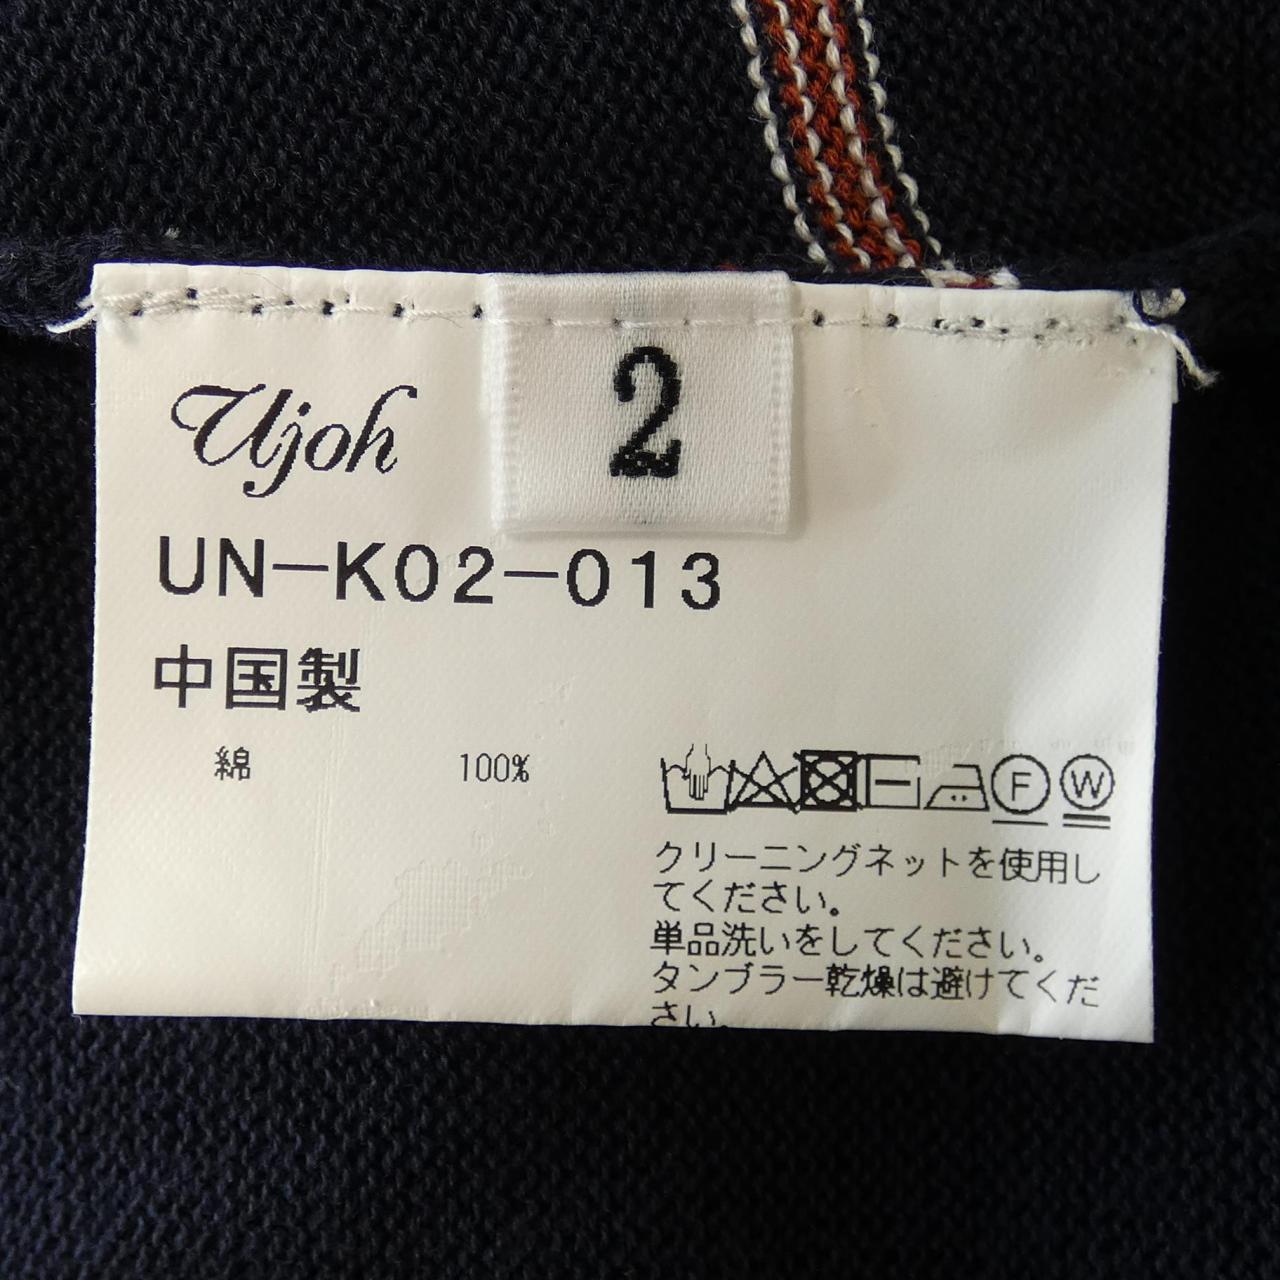 Ujoh
2
UN-K02-013
中国製
綿 100%
F W
クリーニングネットを使用し
てください。
単品洗いをしてください。
タンブラー乾燥は避けてくだ
さい。